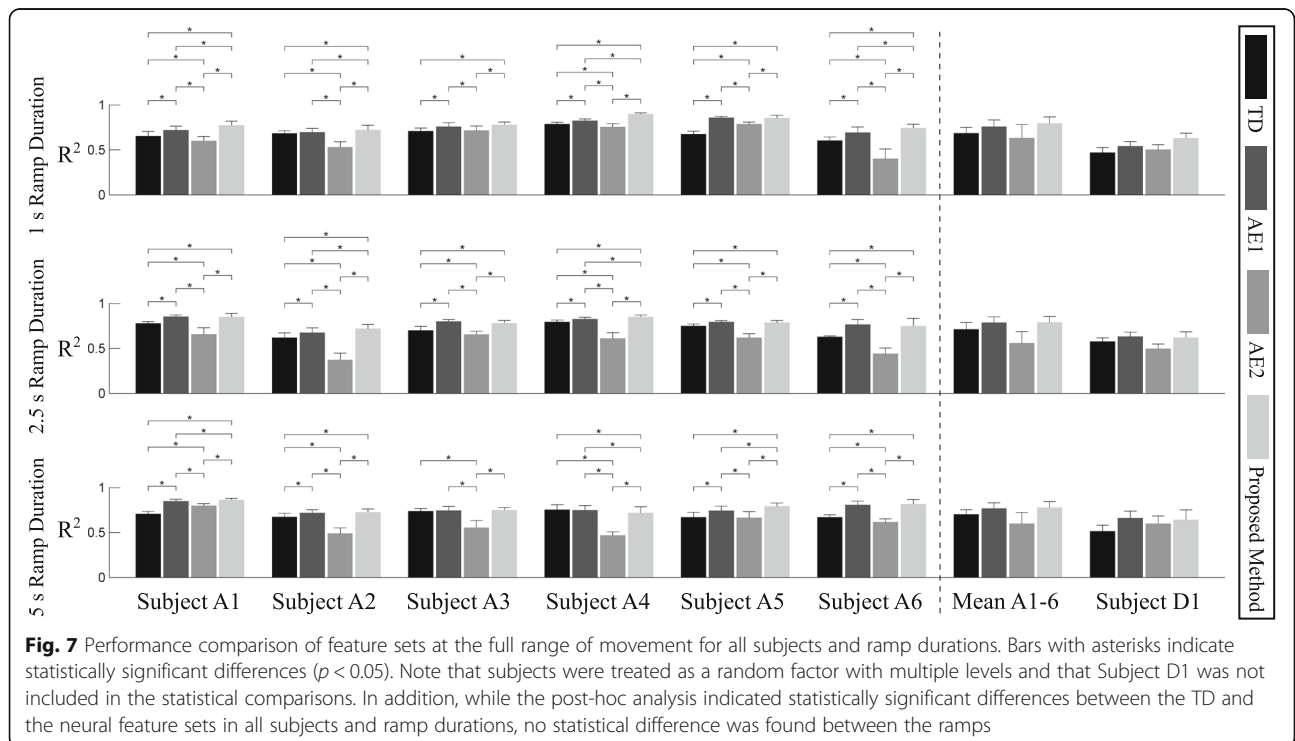 1 s Ramp Duration
R²
1
0.5
0
2.5 s Ramp Duration
R²
1
0.5
0
5 s Ramp Duration
R²
1
0.5
0
* * * * * *
* * * * *
* * *
* * * * * *
* * * * *
* * * * * *
* * * * *
* * * * * *
* * * * *
* * * * * *
* * * * *
* * * * *
* * * * * *
* * * * *
* * *
* * * *
* * * * *
* * * * *
Subject A1 Subject A2 Subject A3 Subject A4 Subject A5 Subject A6 Mean A1-6 Subject D1
TD
AE1
AE2
Proposed Method
Fig. 7 Performance comparison of feature sets at the full range of movement for all subjects and ramp durations. Bars with asterisks indicate
statistically significant differences (p < 0.05). Note that subjects were treated as a random factor with multiple levels and that Subject D1 was not
included in the statistical comparisons. In addition, while the post-hoc analysis indicated statistically significant differences between the TD and
the neural feature sets in all subjects and ramp durations, no statistical difference was found between the ramps